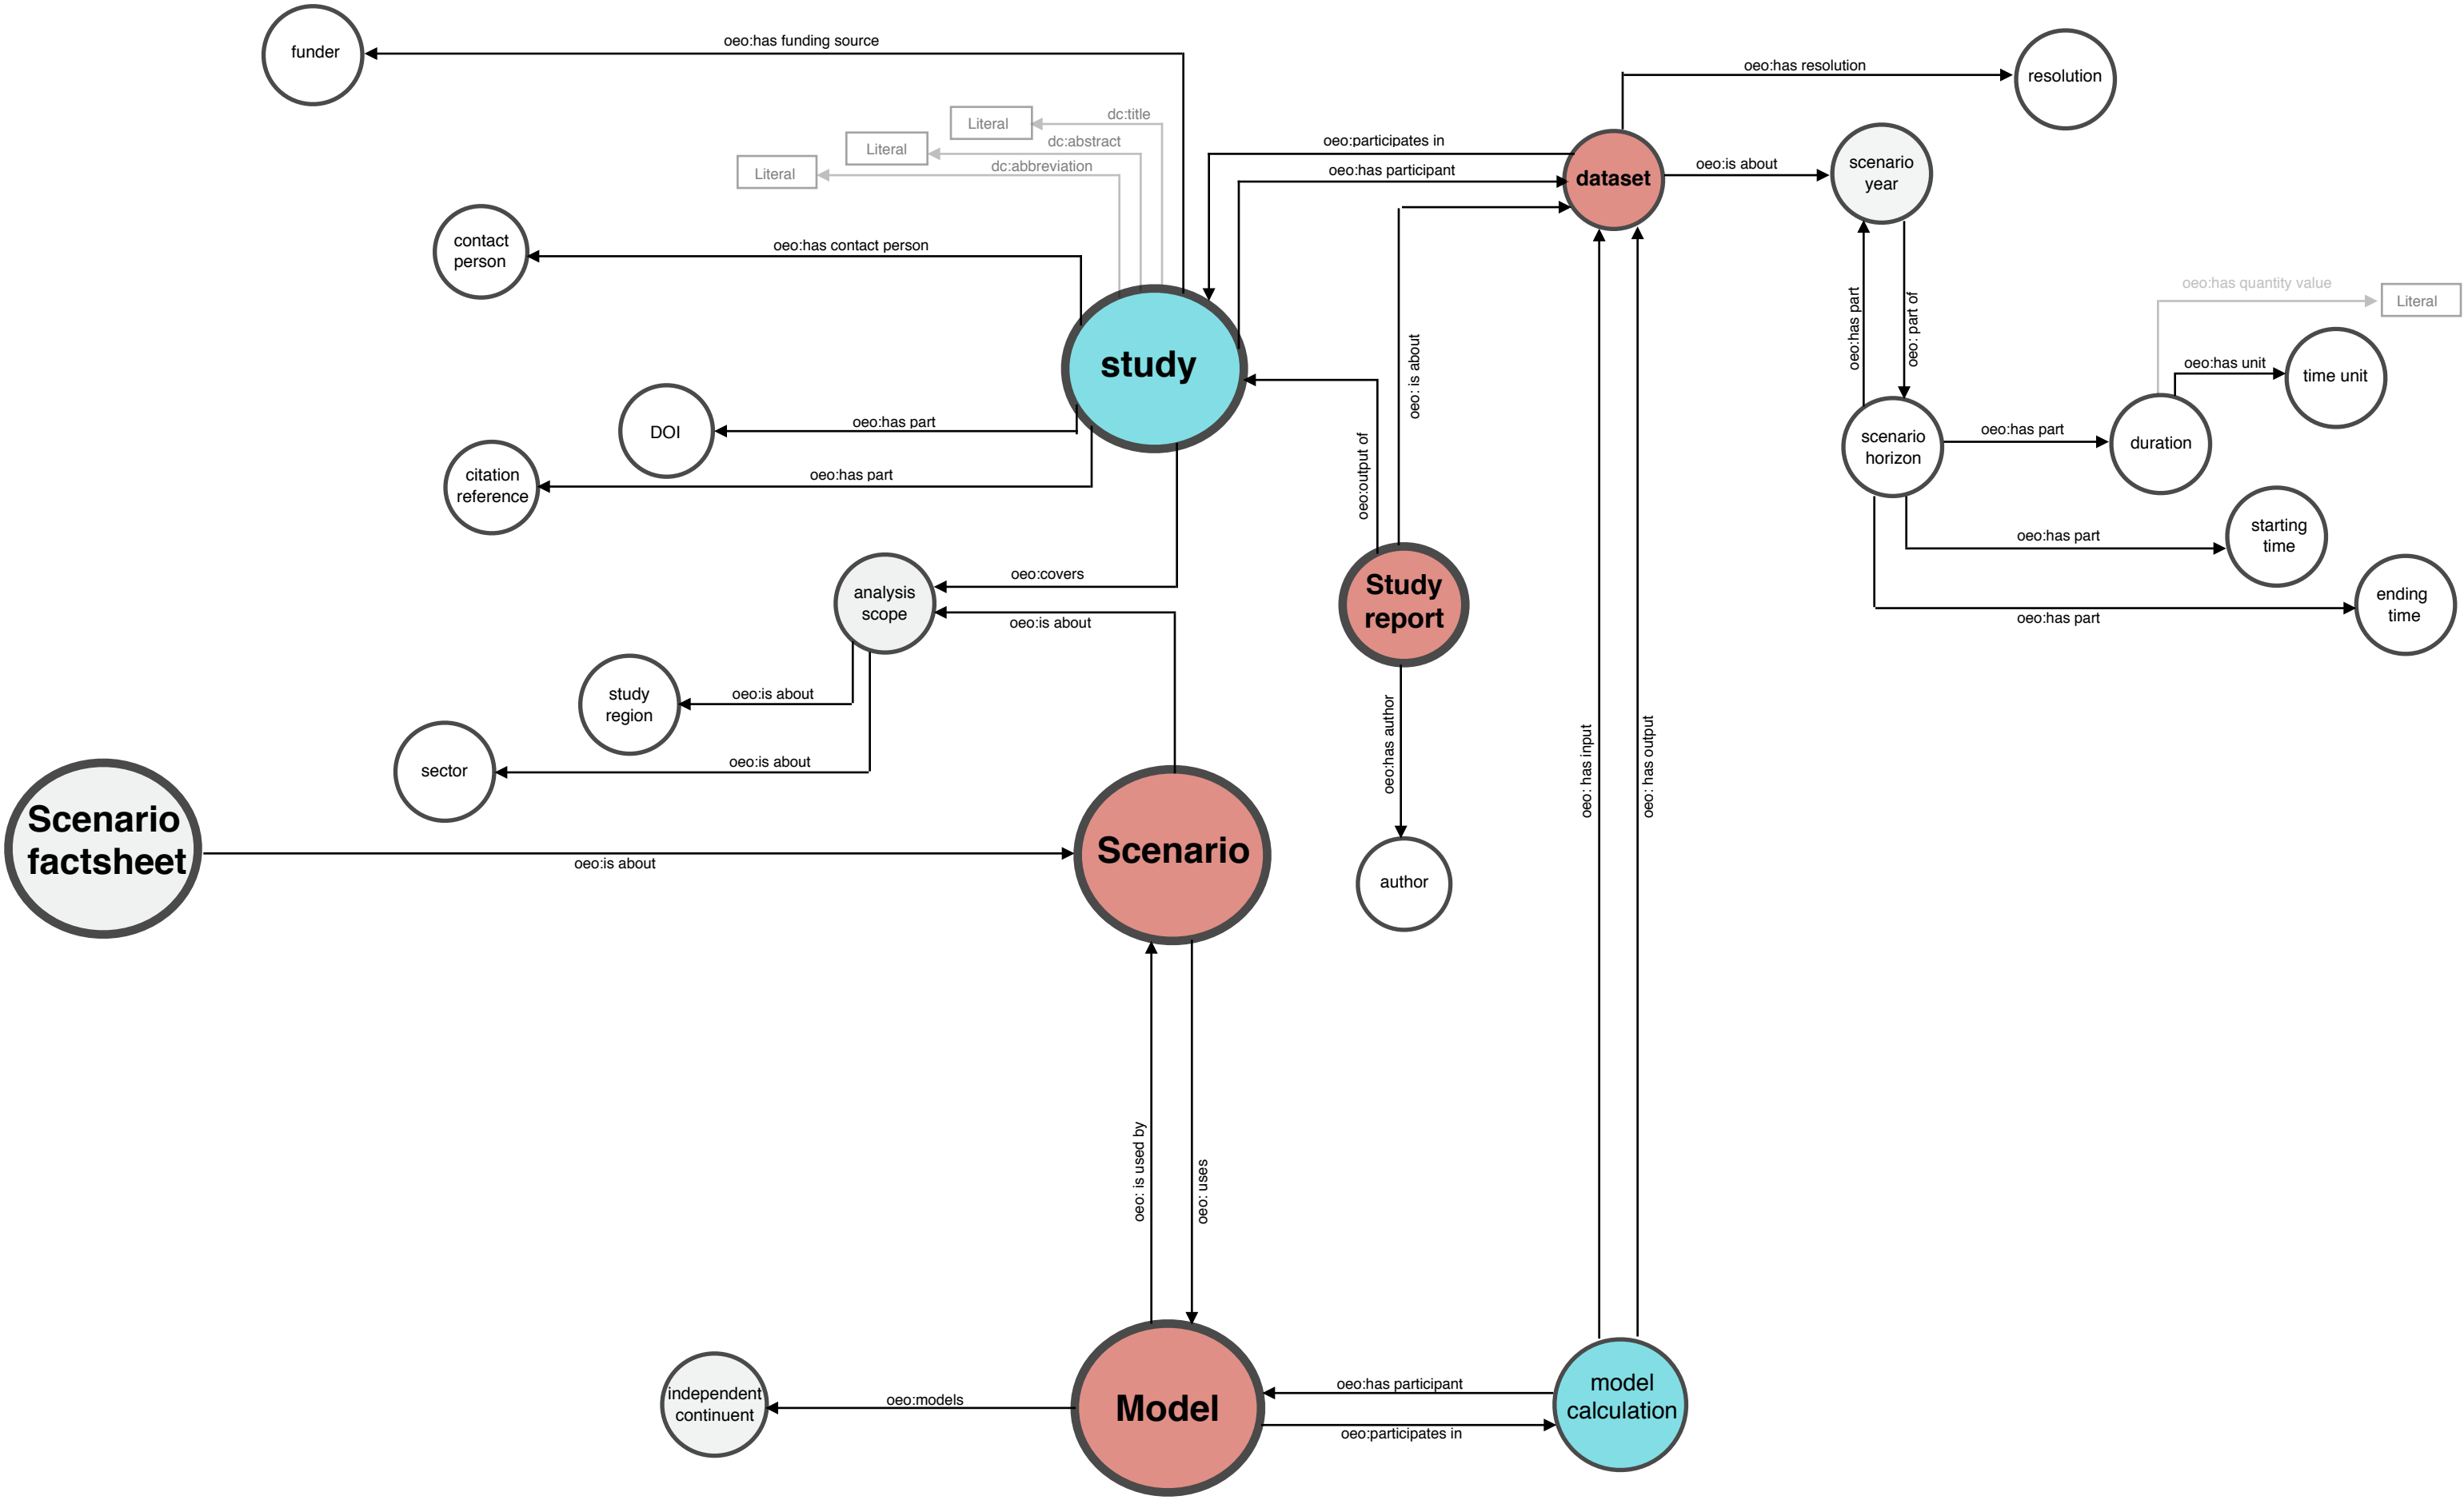 oeo:has funding source
funder
oeo:has resolution
resolution
dc:title
Literal
dc:abstract
Literal
dc:abbreviation
Literal
oeo:participates in
oeo:has participant
dataset
oeo:is about
scenario
year
contact
person
oeo:has contact person
study
oeo:has part
oeo: part of
oeo:has quantity value
Literal
oeo:has unit
time unit
oeo: is about
oeo:output of
DOI
oeo:has part
citation
reference
oeo:has part
scenario
horizon
oeo:has part
duration
oeo:has part
starting
time
oeo:has part
ending
time
oeo:covers
analysis
scope
oeo:is about
Study
report
study
region
oeo:is about
sector
oeo:is about
oeo:has author
oeo: has input
oeo: has output
Scenario
factsheet
oeo:is about
Scenario
author
oeo: is used by
oeo: uses
independent
continuent
oeo:models
Model
oeo:has participant
oeo:participates in
model
calculation